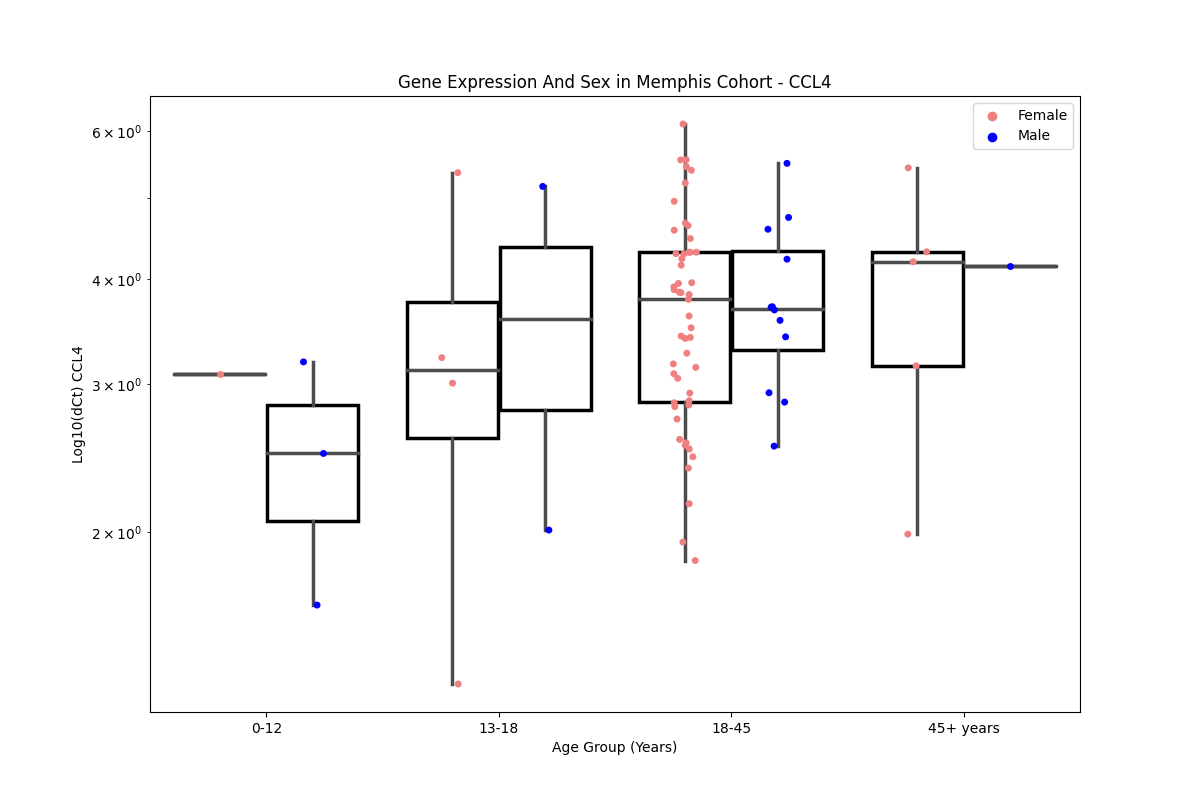 Gene Expression And Sex in Memphis Cohort - CCL4
Female
Male
6 × 10⁰
4 × 10⁰
3 × 10⁰
2 × 10⁰
Log10(dCt) CCL4
0-12 13-18 18-45 45+ years
Age Group (Years)